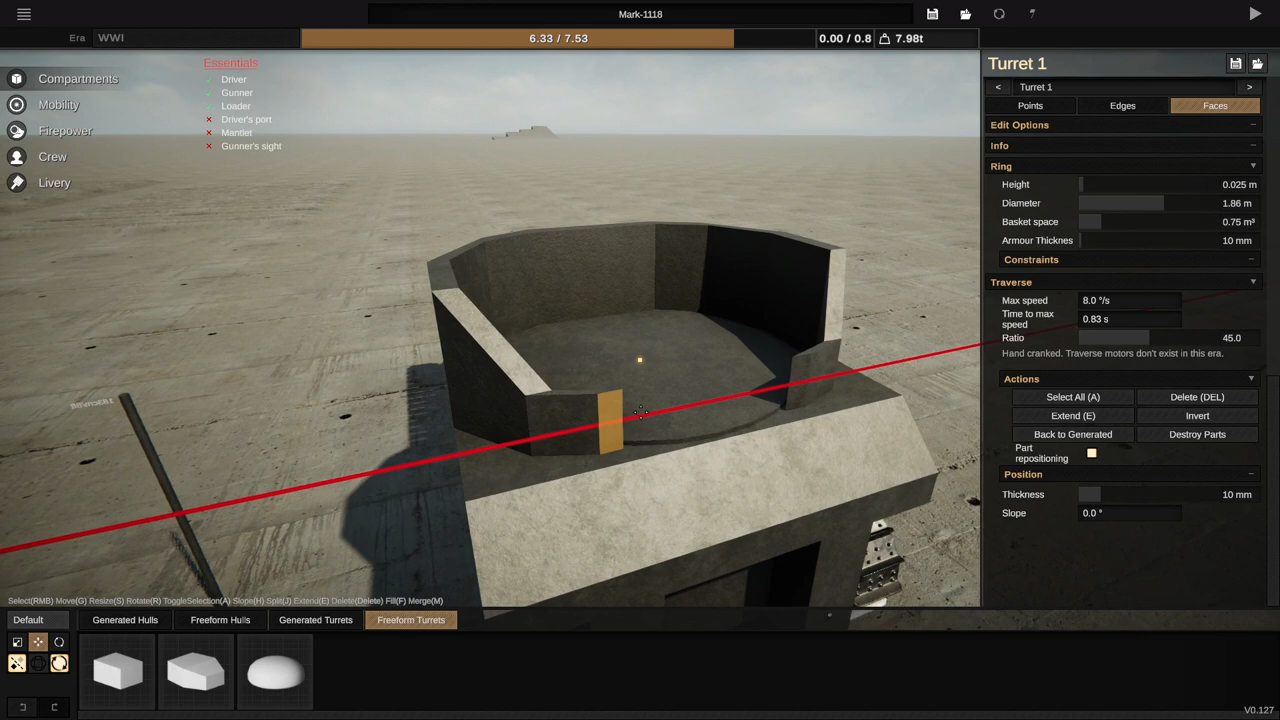 Mark-1118
Era WWI 6.33 / 7.53 0.00 / 0.8 7.98t
Compartments
Mobility
Firepower
Crew
Livery
Essentials
Driver
Gunner
Loader
Driver's port
Mantlet
Gunner's sight
Turret 1
< Turret 1 >
Points Edges Faces
Edit Options
Info
Ring
Height 0.025 m
Diameter 1.86 m
Basket space 0.75 m³
Armour Thicknes 10 mm
Constraints
Traverse
Max speed 8.0 °/s
Time to max speed 0.83 s
Ratio 45.0
Hand cranked. Traverse motors don't exist in this era.
Actions
Select All (A) Delete (DEL)
Extend (E) Invert
Back to Generated Destroy Parts
Part repositioning
Position
Thickness 10 mm
Slope 0.0 °
Select(RMB) Move(G) Resize(S) Rotate(R) ToggleSelection(A) Slope(H) Split(J) Extend(E) Delete(Delete) Fill(F) Merge(M)
Default Generated Hulls Freeform Hulls Generated Turrets Freeform Turrets
V0.127